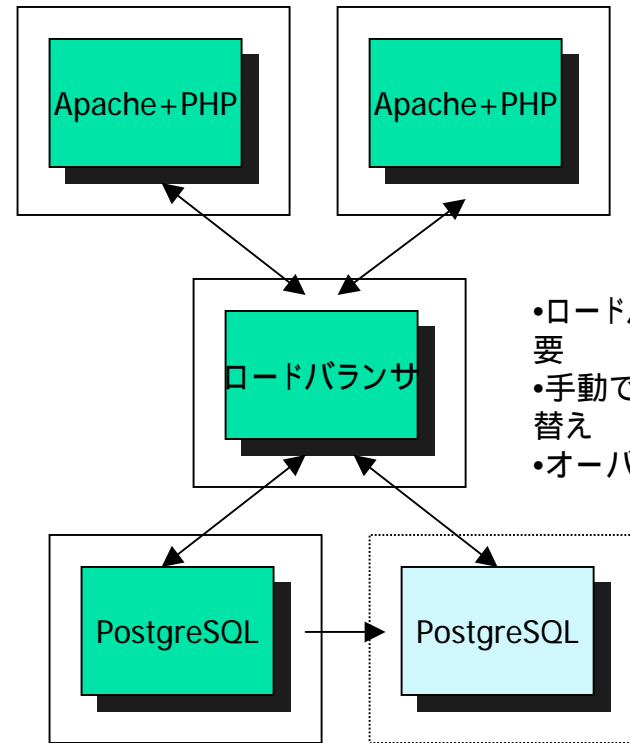 Apache+PHP
Apache+PHP
ロードバランサ
•ロード
要
•手動で
替え
•オーバ
PostgreSQL
PostgreSQL